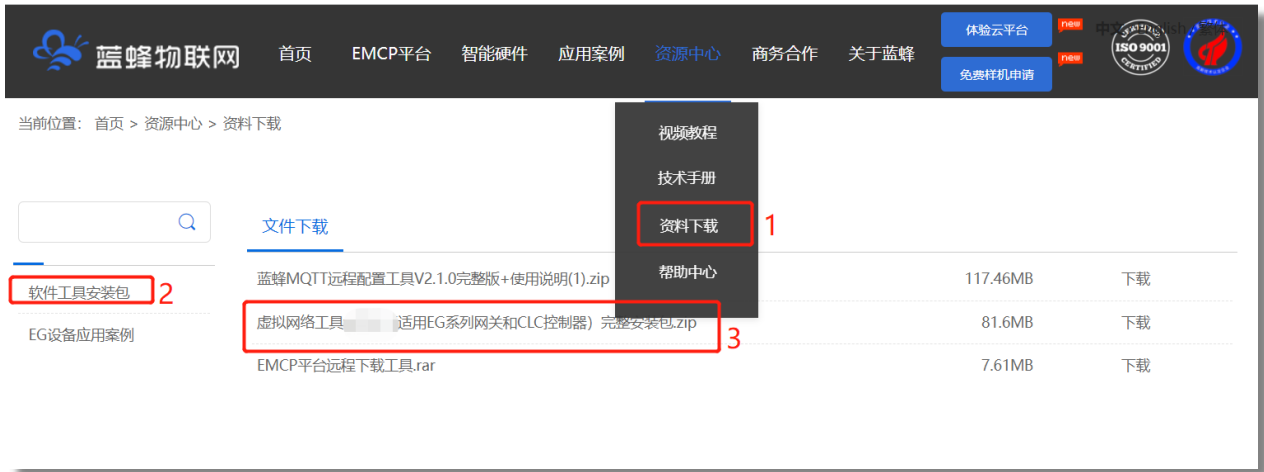 蓝蜂物联网
首页 EMCP平台 智能硬件 应用案例 资源中心 商务合作 关于蓝蜂
体验云平台 new
免费样机申请 new
ISO 9001
CERTIFIED
当前位置： 首页 > 资源中心 > 资料下载
视频教程
技术手册
资料下载 1
帮助中心
文件下载
软件工具安装包 2
EG设备应用案例
蓝蜂MQTT远程配置工具V2.1.0完整版+使用说明(1).zip 117.46MB 下载
虚拟网络工具 适用EG系列网关和CLC控制器）完整安装包.zip 3 81.6MB 下载
EMCP平台远程下载工具.rar 7.61MB 下载